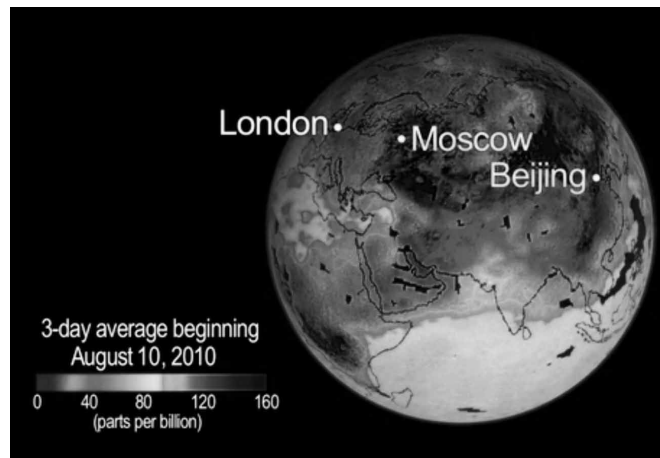 London
Moscow
Beijing
3-day average beginning
August 10, 2010
0 40 80 120 160
(parts per billion)